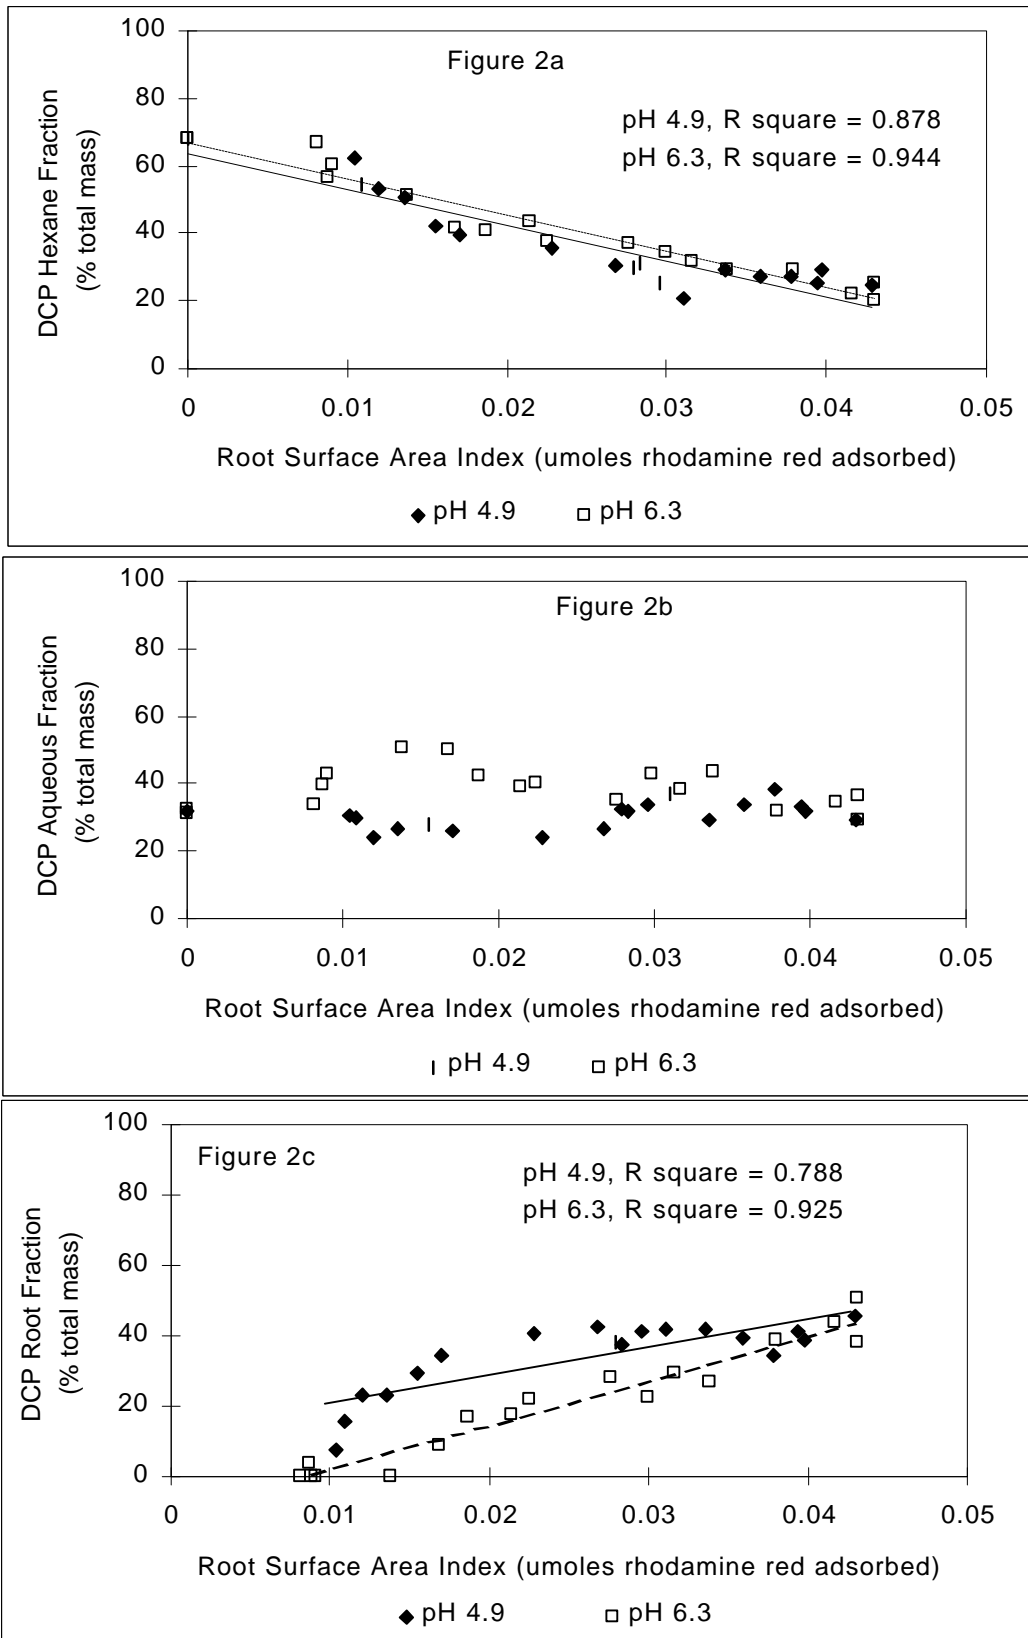 Figure 2a
pH 4.9, R square = 0.878
pH 6.3, R square = 0.944
DCP Hexane Fraction
(% total mass)
100
80
60
40
20
0
0 0.01 0.02 0.03 0.04 0.05
Root Surface Area Index (umoles rhodamine red adsorbed)
pH 4.9 pH 6.3
Figure 2b
DCP Aqueous Fraction
(% total mass)
100
80
60
40
20
0
0 0.01 0.02 0.03 0.04 0.05
Root Surface Area Index (umoles rhodamine red adsorbed)
pH 4.9 pH 6.3
Figure 2c
pH 4.9, R square = 0.788
pH 6.3, R square = 0.925
DCP Root Fraction
(% total mass)
100
80
60
40
20
0
0 0.01 0.02 0.03 0.04 0.05
Root Surface Area Index (umoles rhodamine red adsorbed)
pH 4.9 pH 6.3